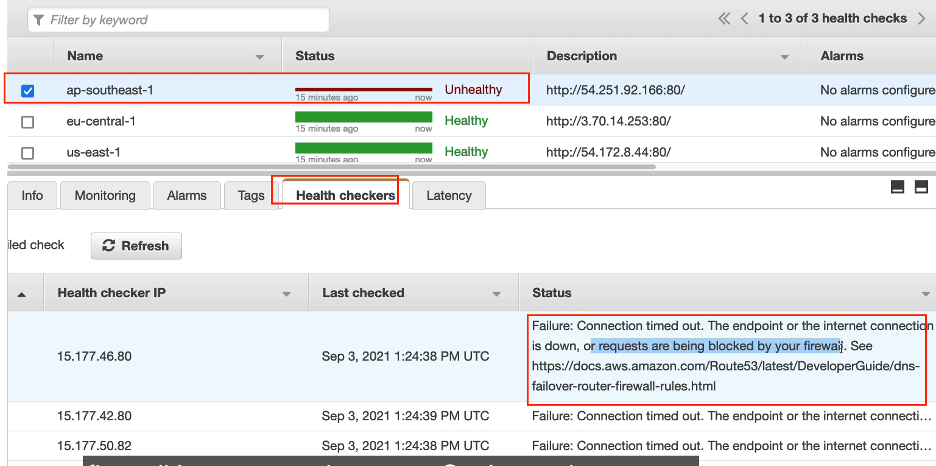 Filter by keyword
1 to 3 of 3 health checks
Name Status Description Alarms
ap-southeast-1 Unhealthy http://54.251.92.166:80/ No alarms configure
15 minutes ago now
eu-central-1 Healthy http://3.70.14.253:80/ No alarms configure
15 minutes ago now
us-east-1 Healthy http://54.172.8.44:80/ No alarms configure
15 minutes ago now
Info Monitoring Alarms Tags Health checkers Latency
iled check Refresh
Health checker IP Last checked Status
Failure: Connection timed out. The endpoint or the internet connection
is down, or requests are being blocked by your firewall. See
15.177.46.80 Sep 3, 2021 1:24:38 PM UTC
https://docs.aws.amazon.com/Route53/latest/DeveloperGuide/dns-
failover-router-firewall-rules.html
15.177.42.80 Sep 3, 2021 1:24:39 PM UTC Failure: Connection timed out. The endpoint or the internet connecti…
15.177.50.82 Sep 3, 2021 1:24:38 PM UTC Failure: Connection timed out. The endpoint or the internet connecti…